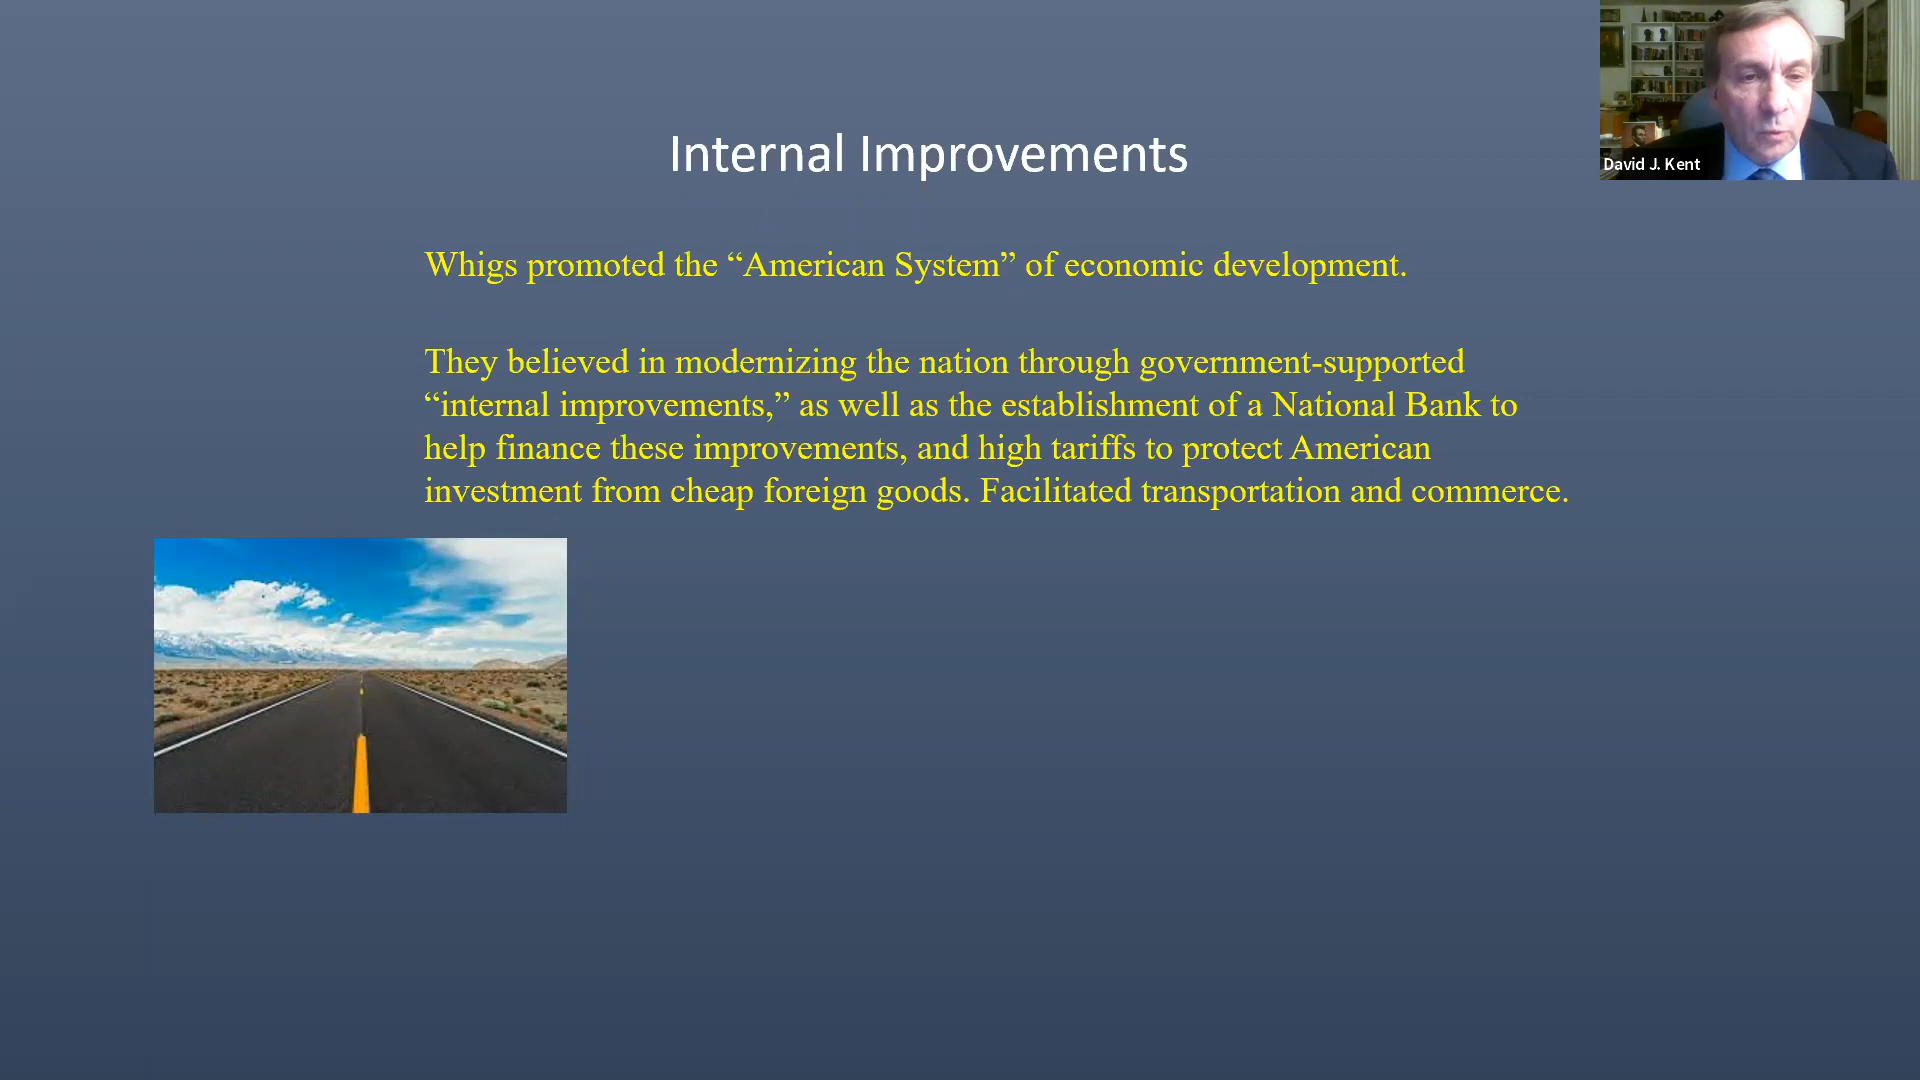 Internal Improvements
David J. Kent
Whigs promoted the “American System” of economic development.
They believed in modernizing the nation through government-supported
“internal improvements,” as well as the establishment of a National Bank to
help finance these improvements, and high tariffs to protect American
investment from cheap foreign goods. Facilitated transportation and commerce.